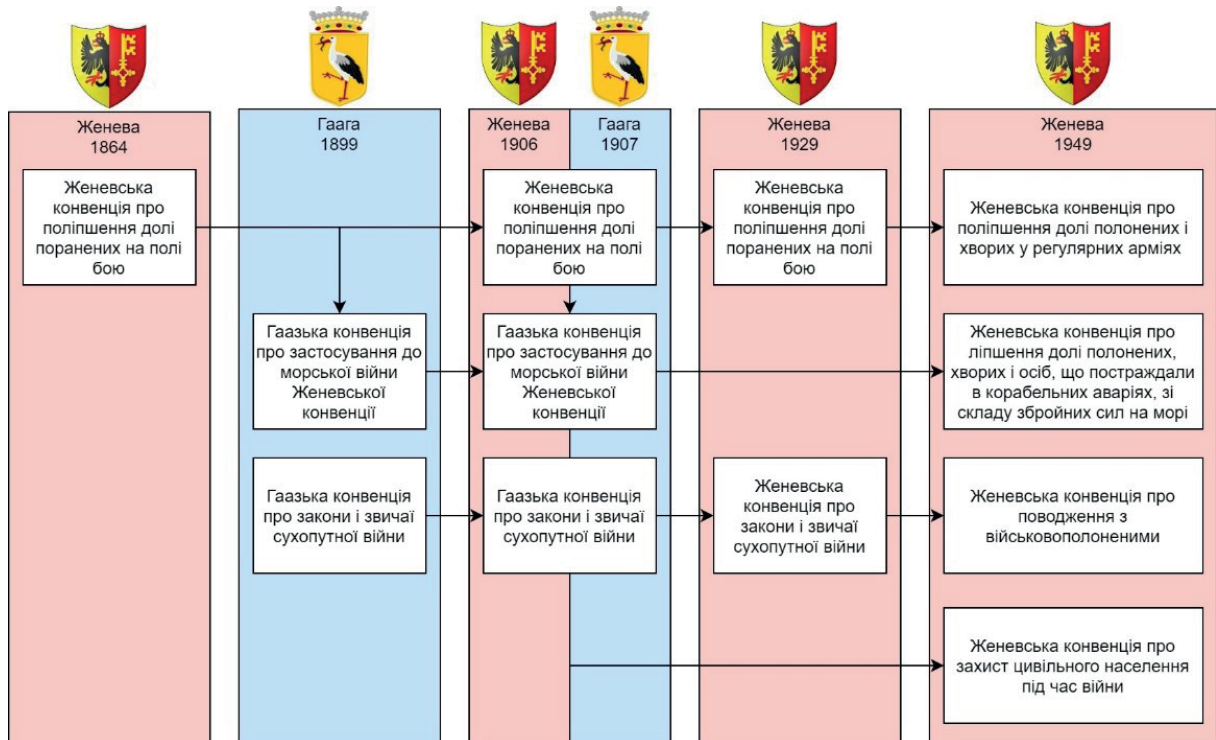 Женева
1864
Гаага
1899
Женева
1906
Гаага
1907
Женева
1929
Женева
1949
Женевська
конвенція про
поліпшення долі
поранених на полі
бою
Женевська
конвенція про
поліпшення долі
поранених на полі
бою
Женевська
конвенція про
поліпшення долі
поранених на полі
бою
Женевська конвенція про
поліпшення долі полонених і
хворих у регулярних арміях
Гаазька конвенція
про застосування до
морської війни
Женевської
конвенції
Гаазька конвенція
про застосування до
морської війни
Женевської
конвенції
Женевська конвенція про
ліпшення долі полонених,
хворих і осіб, що постраждали
в корабельних аваріях, зі
складу збройних сил на морі
Гаазька конвенція
про закони і звичаї
сухопутної війни
Гаазька конвенція
про закони і звичаї
сухопутної війни
Женевська
конвенція про
закони і звичаї
сухопутної війни
Женевська конвенція про
поводження з
військовополоненими
Женевська конвенція про
захист цивільного населення
під час війни